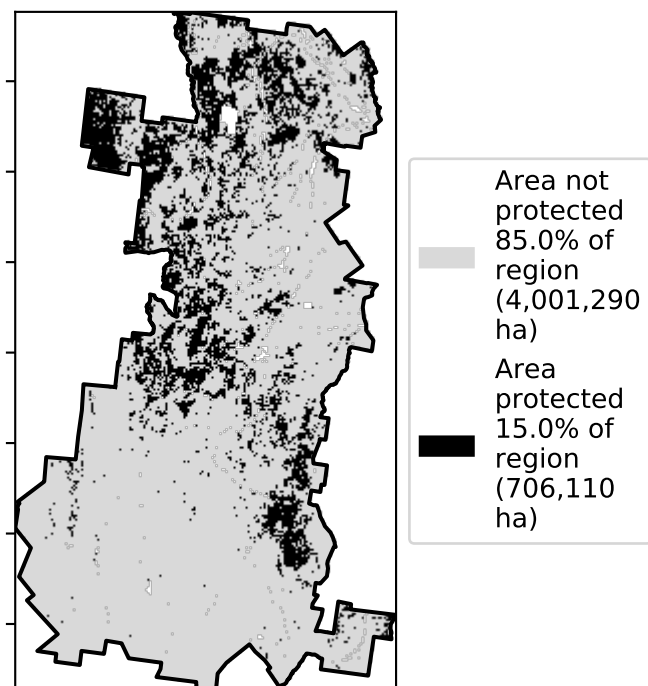 Area not
protected
85.0% of
region
(4,001,290
ha)
Area
protected
15.0% of
region
(706,110
ha)